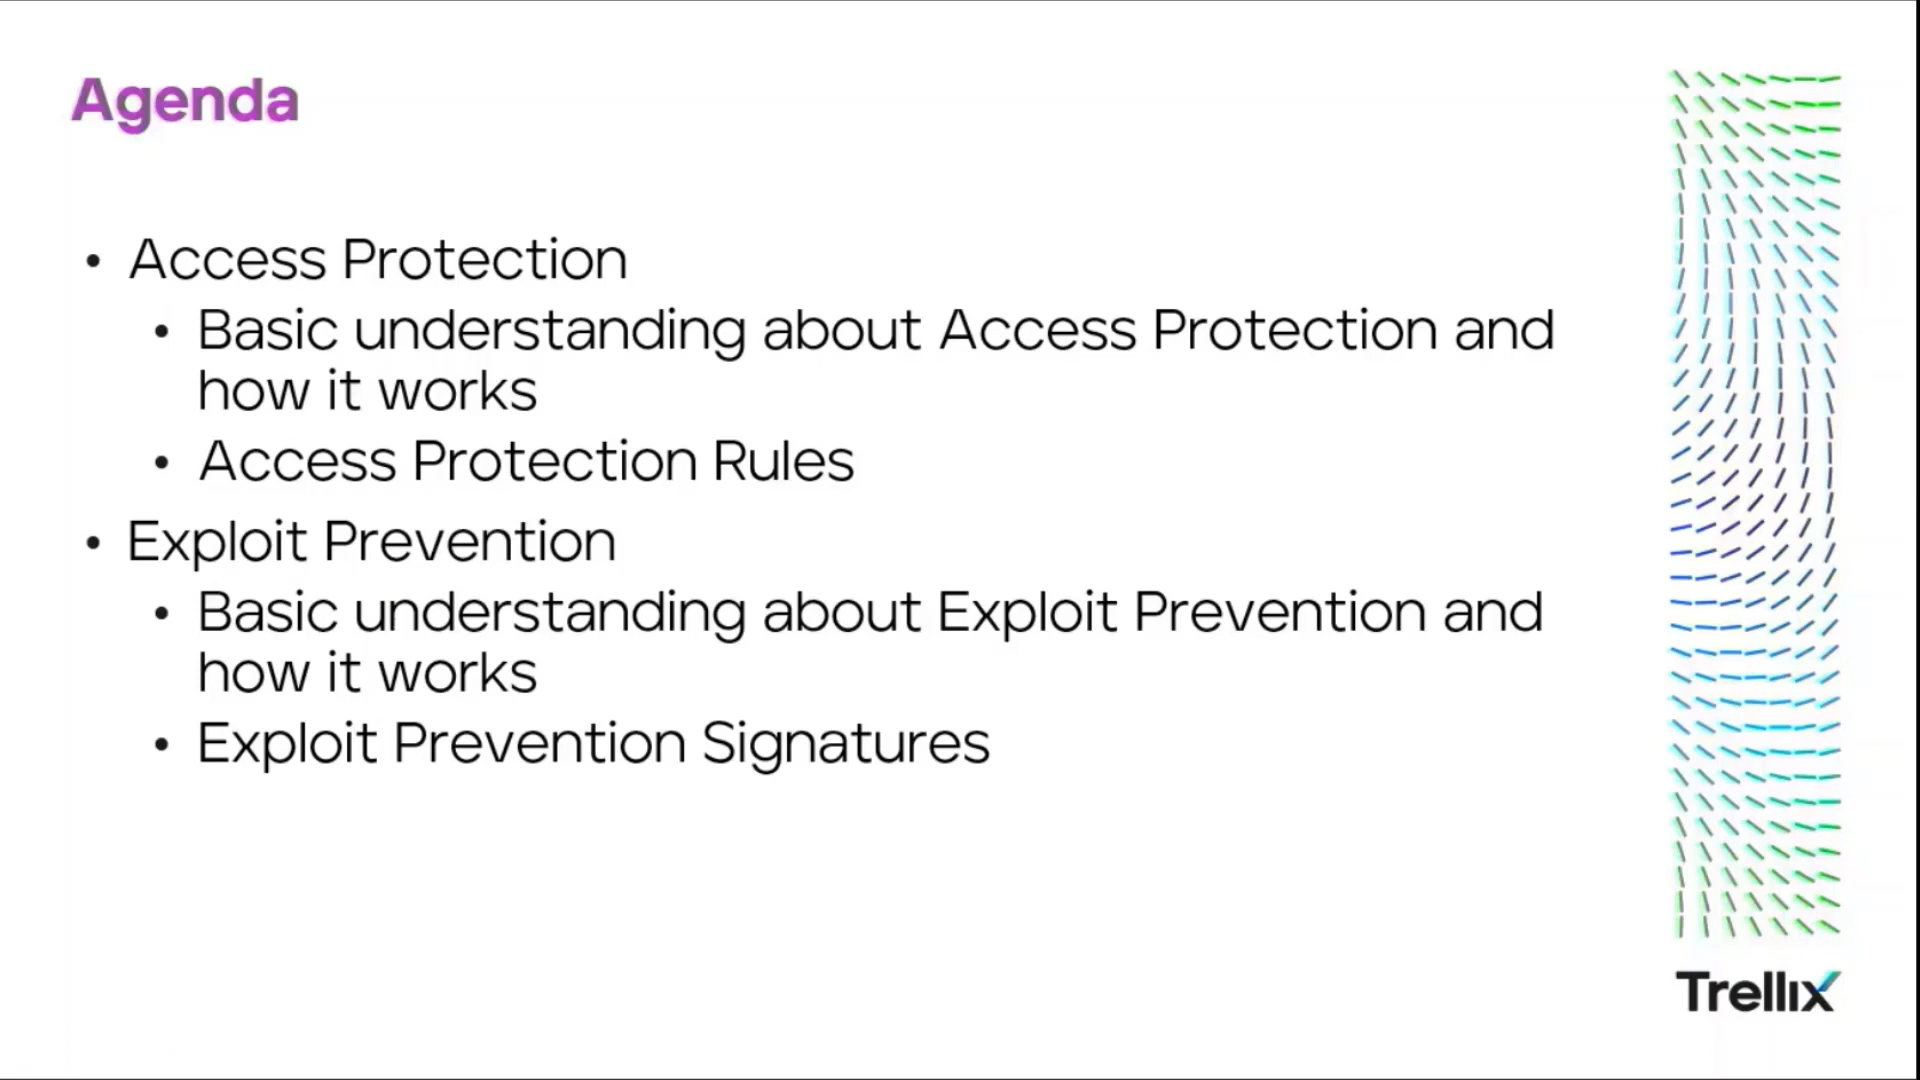 Agenda
• Access Protection
• Basic understanding about Access Protection and
how it works
• Access Protection Rules
• Exploit Prevention
• Basic understanding about Exploit Prevention and
how it works
• Exploit Prevention Signatures
Trellix